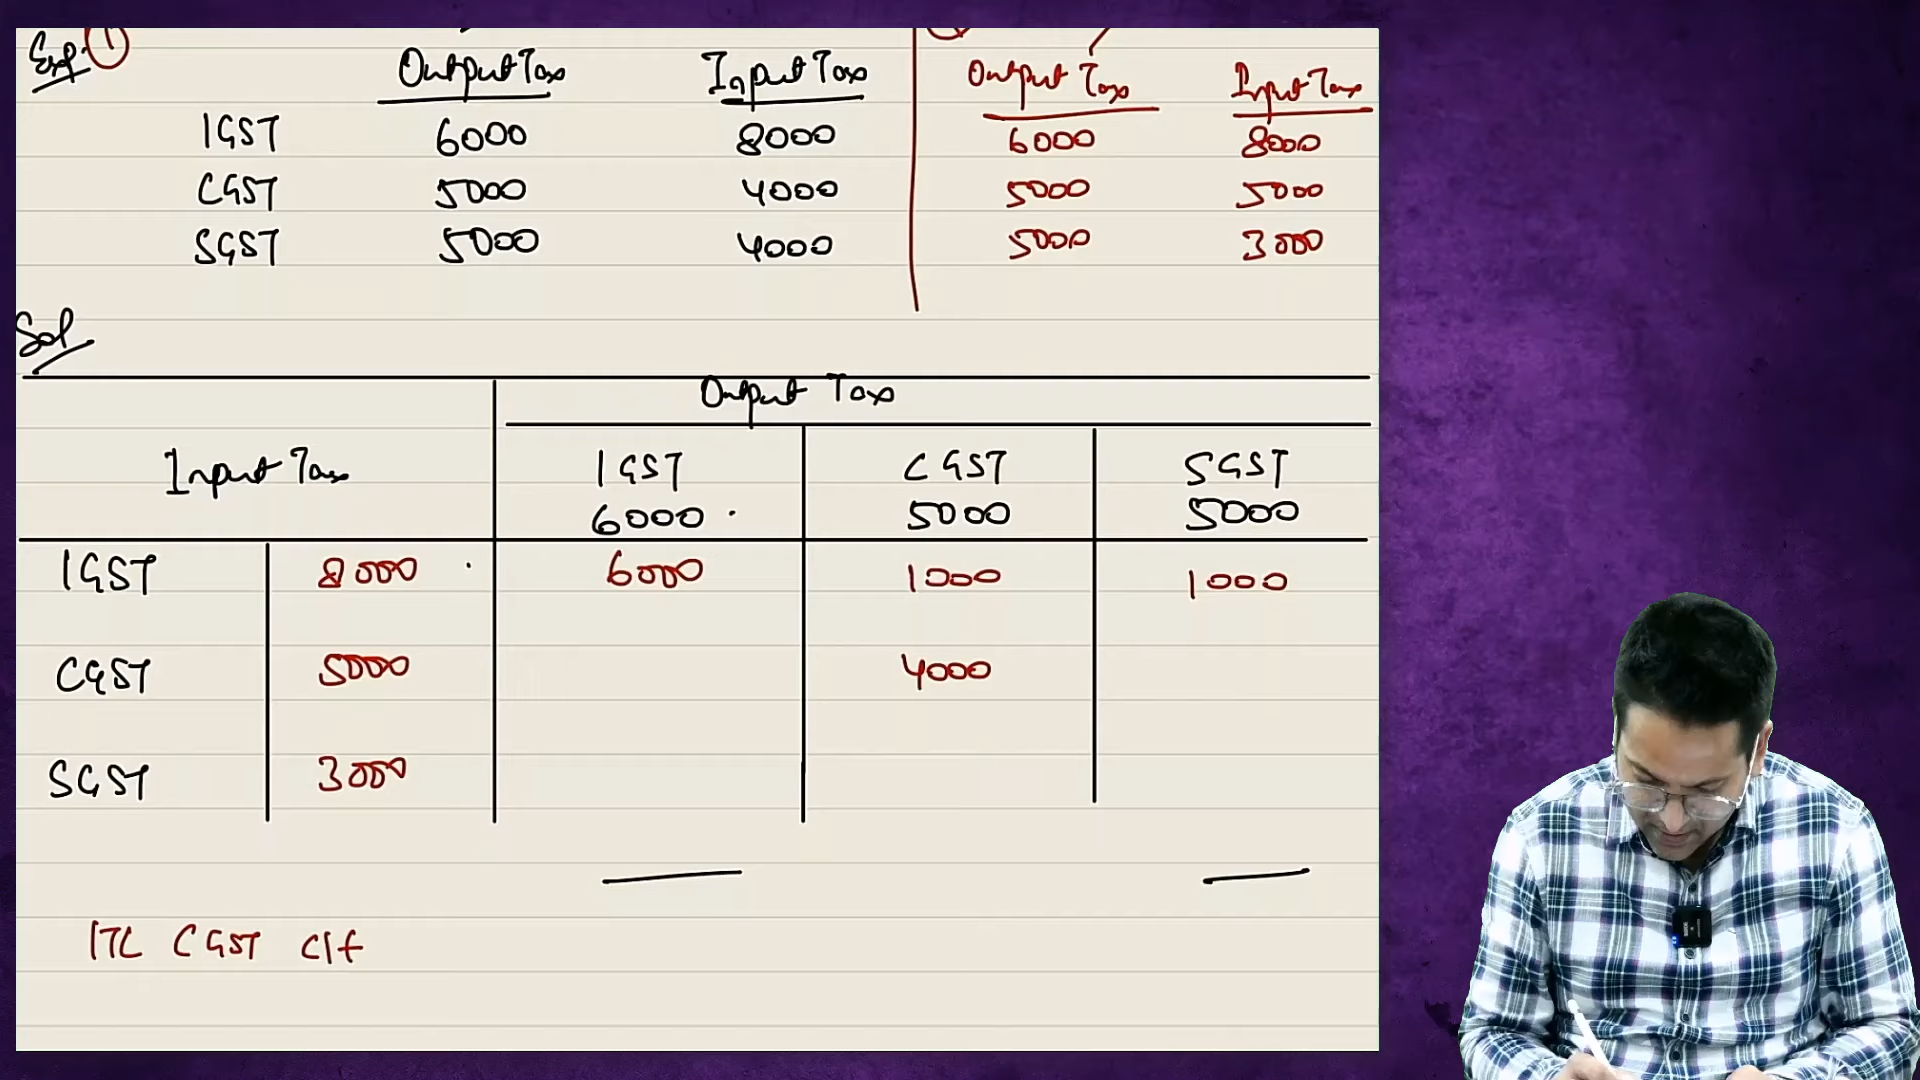 Exp. 1
Output Tax Input Tax Output Tax Input Tax
IGST 6000 8000 6000 8000
CGST 5000 4000 5000 5000
SGST 5000 4000 5000 3000
Sol
Output Tax
Input Tax IGST CGST SGST
6000 5000 5000
IGST 8000 6000 1000 1000
CGST 5000 4000
SGST 3000
ITC CGST c/f